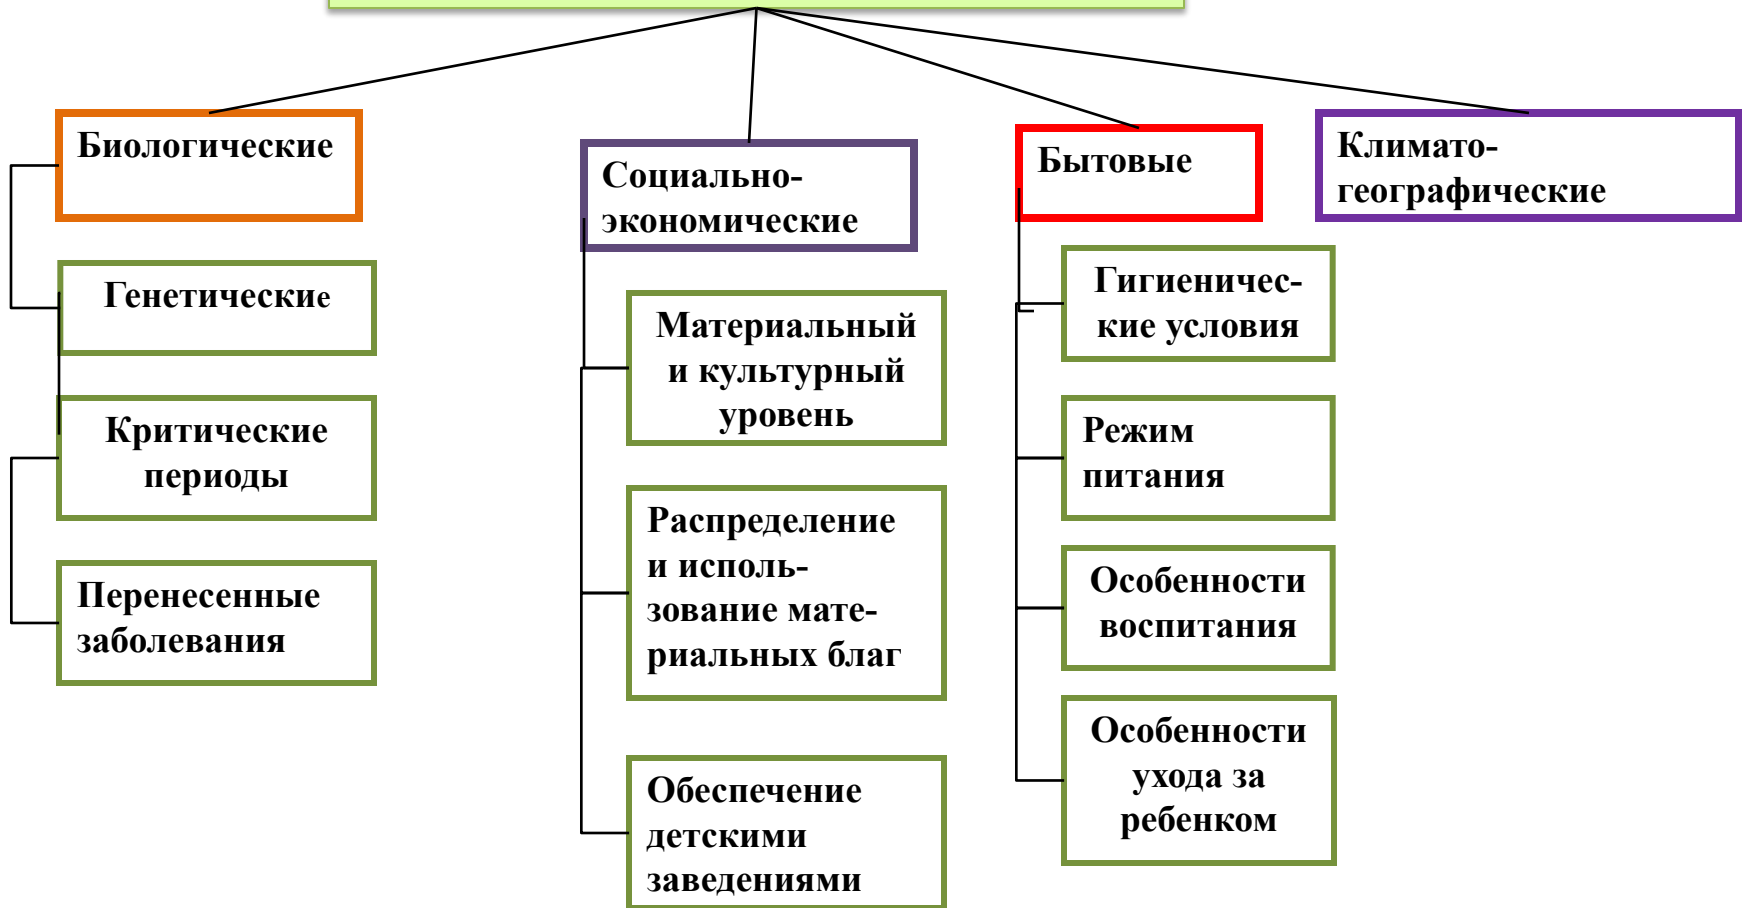 Биологические
Социально-
экономические
Бытовые
Климато-
географические
Генетические
Критические
периоды
Перенесенные
заболевания
Материальный
и культурный
уровень
Распределение
и исполь-
зование мате-
риальных благ
Обеспечение
детскими
заведениями
Гигиеничес-
кие условия
Режим
питания
Особенности
воспитания
Особенности
ухода за
ребенком